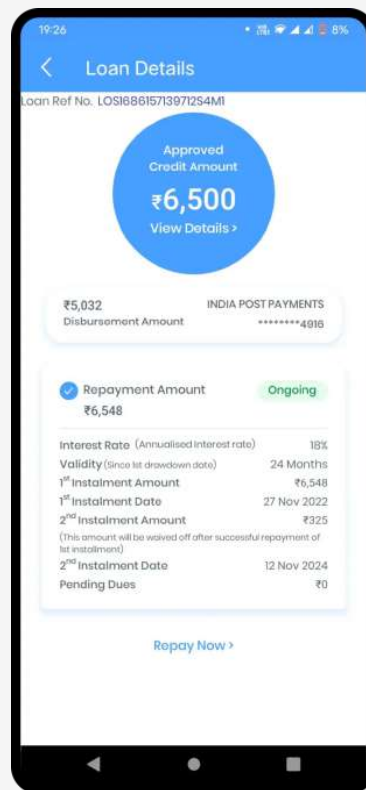 19:26
8%
Loan Details
Loan Ref No. LOS1686157139712S4M1
Approved
Credit Amount
₹6,500
View Details >
₹5,032 INDIA POST PAYMENTS
Disbursement Amount ********4916
Repayment Amount Ongoing
₹6,548
Interest Rate (Annualised Interest rate) 18%
Validity (Since 1st drawdown date) 24 Months
1st Instalment Amount ₹6,548
1st Instalment Date 27 Nov 2022
2nd Instalment Amount ₹325
(This amount will be waived off after successful repayment of
1st installment)
2nd Instalment Date 12 Nov 2024
Pending Dues ₹0
Repay Now >